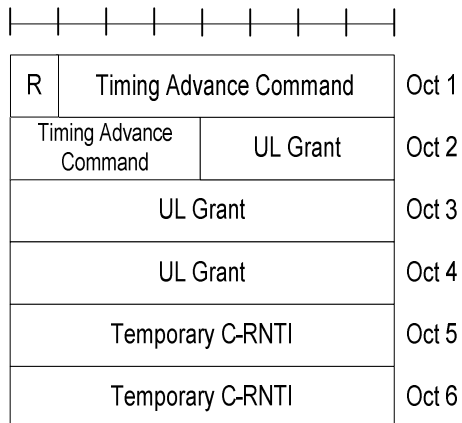 R Timing Advance Command Oct 1
Timing Advance
Command UL Grant Oct 2
UL Grant Oct 3
UL Grant Oct 4
Temporary C-RNTI Oct 5
Temporary C-RNTI Oct 6